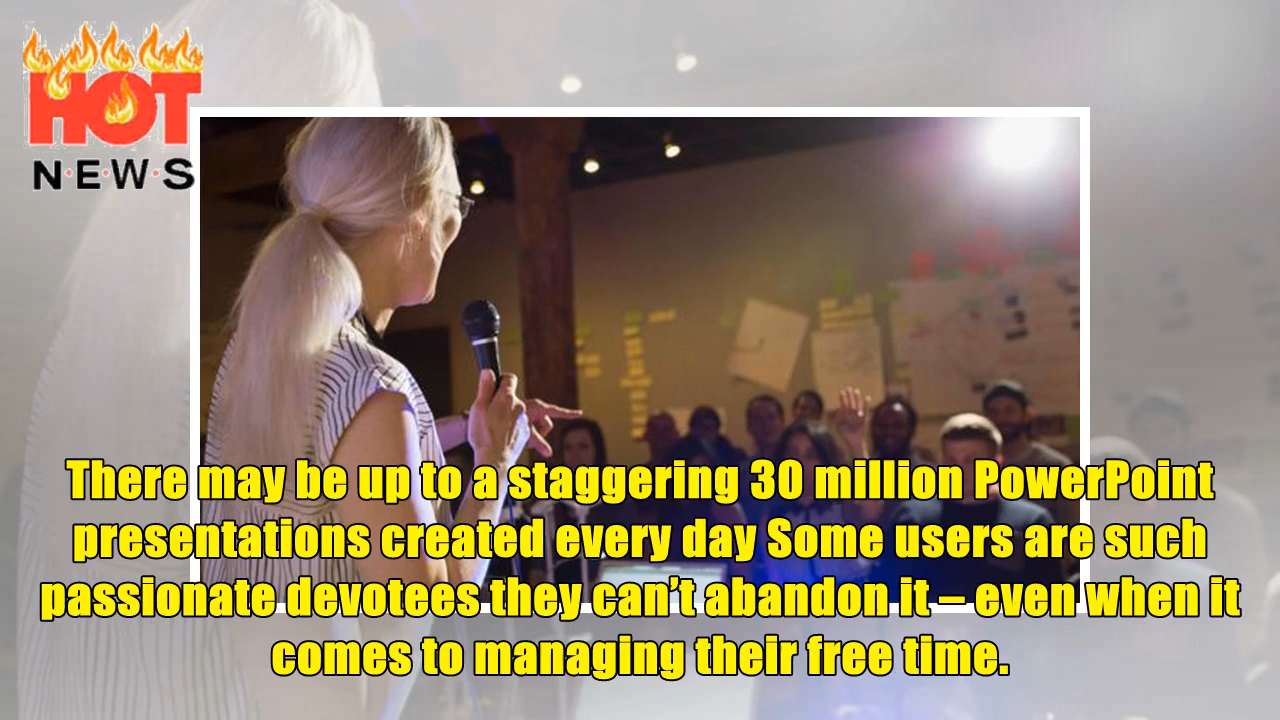 HOT
N·E·W·S
There may be up to a staggering 30 million PowerPoint
presentations created every day Some users are such
passionate devotees they can’t abandon it – even when it
comes to managing their free time.